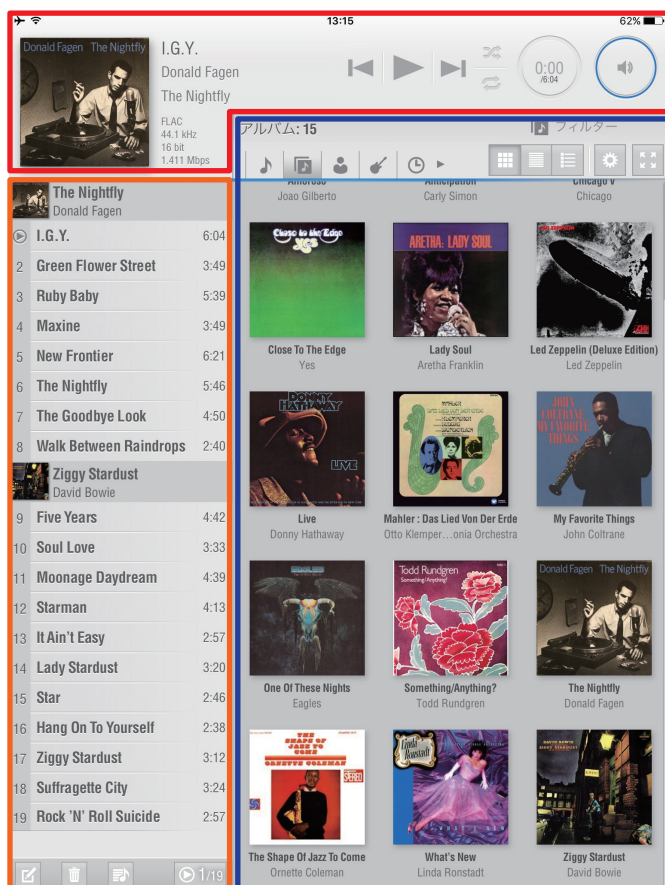 13:15
62%
Donald Fagen The Nightfly
I.G.Y.
Donald Fagen
The Nightfly
FLAC
44.1 kHz
16 bit
1.411 Mbps
0:00
/6:04
アルバム: 15
フィルター
The Nightfly
Donald Fagen
I.G.Y. 6:04
2 Green Flower Street 3:49
3 Ruby Baby 5:39
4 Maxine 3:49
5 New Frontier 6:21
6 The Nightfly 5:46
7 The Goodbye Look 4:50
8 Walk Between Raindrops 2:40
Ziggy Stardust
David Bowie
9 Five Years 4:42
10 Soul Love 3:33
11 Moonage Daydream 4:39
12 Starman 4:13
13 It Ain't Easy 2:57
14 Lady Stardust 3:20
15 Star 2:46
16 Hang On To Yourself 2:38
17 Ziggy Stardust 3:12
18 Suffragette City 3:24
19 Rock 'N' Roll Suicide 2:57
1/19
Amoroso Anticipation Chicago V
Joao Gilberto Carly Simon Chicago
Close to the Edge
YES
ARETHA: LADY SOUL
Close To The Edge Lady Soul Led Zeppelin (Deluxe Edition)
Yes Aretha Franklin Led Zeppelin
DONNY
HATHAWAY
LIVE
MAHLER
JOHN
COLTRANE
MY FAVORITE
THINGS
Live Mahler : Das Lied Von Der Erde My Favorite Things
Donny Hathaway Otto Klemper…onia Orchestra John Coltrane
EAGLES
Todd Rundgren
Something/Anything?
Donald Fagen The Nightfly
One Of These Nights Something/Anything? The Nightfly
Eagles Todd Rundgren Donald Fagen
THE
SHAPE OF
JAZZ TO
COME
ORNETTE COLEMAN
STEREO
Linda
Ronstadt
WHAT'S NEW
DAVID BOWIE
ZIGGY STARDUST
The Shape Of Jazz To Come What's New Ziggy Stardust
Ornette Coleman Linda Ronstadt David Bowie